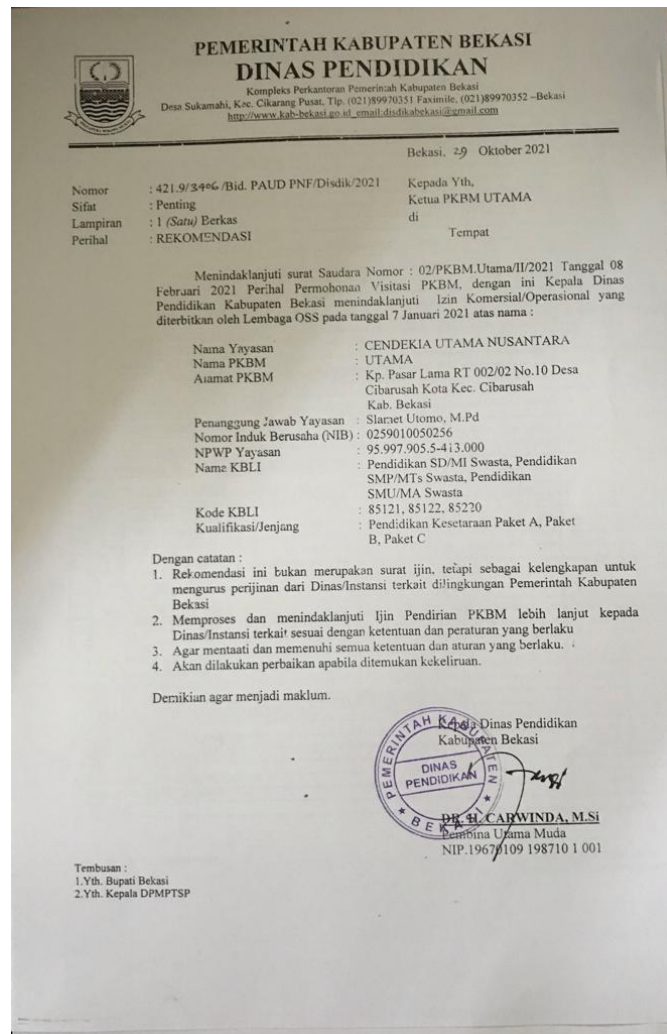 PEMERINTAH KABUPATEN BEKASI
DINAS PENDIDIKAN
Kompleks Perkantoran Pemerintah Kabupaten Bekasi
Desa Sukamahi, Kec. Cikarang Pusat, Tlp. (021)89970351 Faximile. (021)89970352 –Bekasi
http://www.kab-bekasi.go.id email:disdikabekasi@gmail.com
Bekasi, 29 Oktober 2021
Nomor : 421.9/3406/Bid. PAUD PNF/Disdik/2021
Sifat : Penting
Lampiran : 1 (Satu) Berkas
Perihal : REKOMENDASI
Kepada Yth,
Ketua PKBM UTAMA
di
Tempat
Menindaklanjuti surat Saudara Nomor : 02/PKBM.Utama/II/2021 Tanggal 08
Februari 2021 Perihal Permohonan Visitasi PKBM, dengan ini Kepala Dinas
Pendidikan Kabupaten Bekasi menindaklanjuti Izin Komersial/Operasional yang
diterbitkan oleh Lembaga OSS pada tanggal 7 Januari 2021 atas nama :
Nama Yayasan : CENDEKIA UTAMA NUSANTARA
Nama PKBM : UTAMA
Alamat PKBM : Kp. Pasar Lama RT 002/02 No.10 Desa
Cibarusah Kota Kec. Cibarusah
Kab. Bekasi
Penanggung Jawab Yayasan : Slamet Utomo, M.Pd
Nomor Induk Berusaha (NIB) : 0259010050256
NPWP Yayasan : 95.997.905.5-413.000
Nama KBLI : Pendidikan SD/MI Swasta, Pendidikan
SMP/MTs Swasta, Pendidikan
SMU/MA Swasta
Kode KBLI : 85121, 85122, 85220
Kualifikasi/Jenjang : Pendidikan Kesetaraan Paket A, Paket
B, Paket C
Dengan catatan :
1. Rekomendasi ini bukan merupakan surat ijin, tetapi sebagai kelengkapan untuk
mengurus perijinan dari Dinas/Instansi terkait dilingkungan Pemerintah Kabupaten
Bekasi
2. Memproses dan menindaklanjuti Ijin Pendirian PKBM lebih lanjut kepada
Dinas/Instansi terkait sesuai dengan ketentuan dan peraturan yang berlaku
3. Agar mentaati dan memenuhi semua ketentuan dan aturan yang berlaku.
4. Akan dilakukan perbaikan apabila ditemukan kekeliruan.
Demikian agar menjadi maklum.
Kepala Dinas Pendidikan
Kabupaten Bekasi
PEMERINTAH KABUPATEN
DINAS
PENDIDIKAN
BEKASI
DR. H. CARWINDA, M.Si
Pembina Utama Muda
NIP.19670109 198710 1 001
Tembusan :
1.Yth. Bupati Bekasi
2.Yth. Kepala DPMPTSP